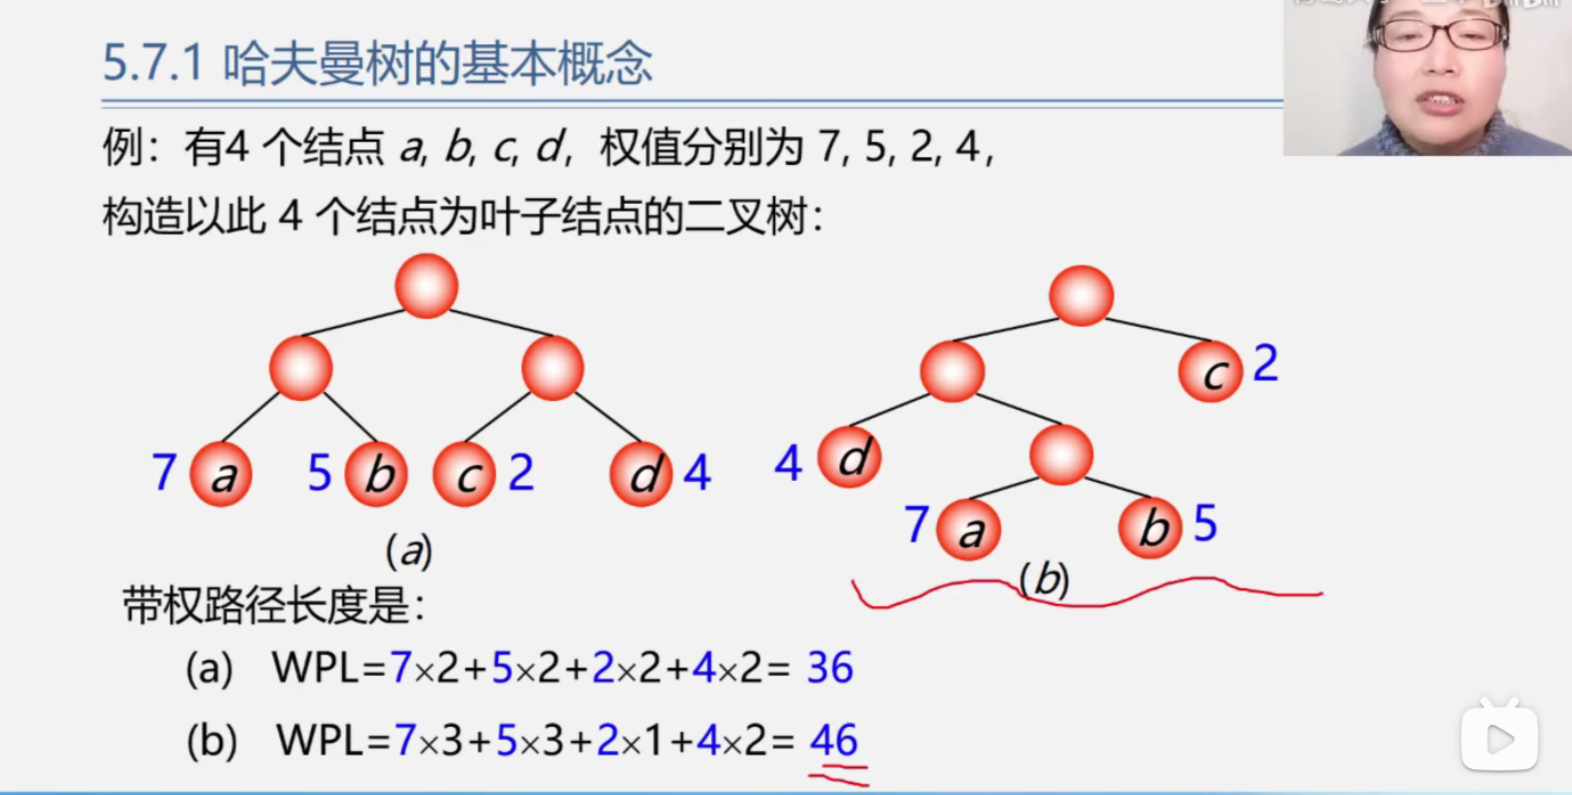 5.7.1 哈夫曼树的基本概念
例：有4 个结点 a, b, c, d, 权值分别为 7, 5, 2, 4,
构造以此 4 个结点为叶子结点的二叉树：
7 a 5 b c 2 d 4
(a)
c 2
4 d
7 a b 5
(b)
带权路径长度是：
(a) WPL=7×2+5×2+2×2+4×2= 36
(b) WPL=7×3+5×3+2×1+4×2= 46